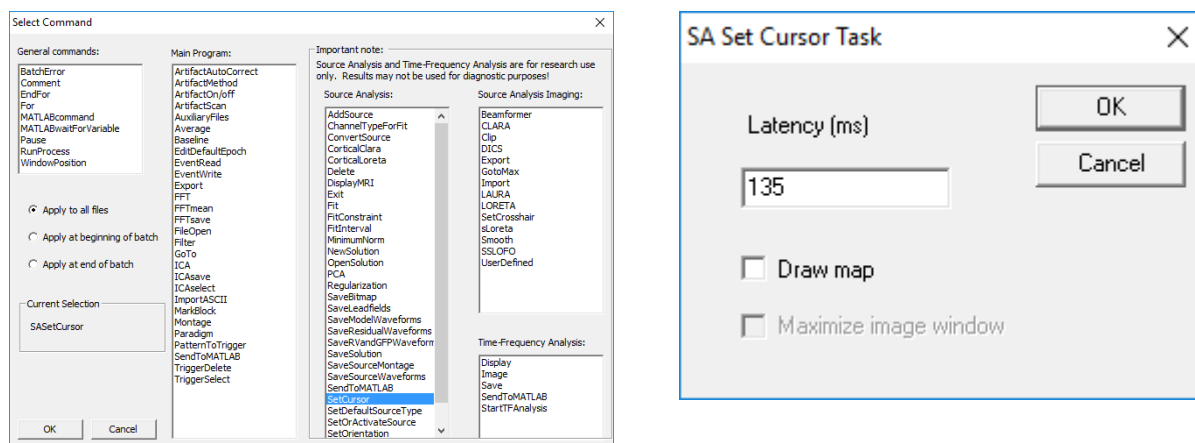 Select Command
General commands:
BatchError
Comment
EndFor
For
MATLABcommand
MATLABwaitForVariable
Pause
RunProcess
WindowPosition
Apply to all files
Apply at beginning of batch
Apply at end of batch
Current Selection
SASetCursor
OK
Cancel
Main Program:
ArtifactAutoCorrect
ArtifactMethod
ArtifactOn/off
ArtifactScan
AuxiliaryFiles
Average
Baseline
EditDefaultEpoch
EventRead
EventWrite
Export
FFT
FFTmean
FFTsave
FileOpen
Filter
GoTo
ICA
ICAsave
ICAselect
ImportASCII
MarkBlock
Montage
Paradigm
PatternToTrigger
SendToMATLAB
TriggerDelete
TriggerSelect
Important note:
Source Analysis and Time-Frequency Analysis are for research use
only. Results may not be used for diagnostic purposes!
Source Analysis:
AddSource
ChannelTypeForFit
ConvertSource
CorticalClara
CorticalLoreta
Delete
DisplayMRI
Exit
Fit
FitConstraint
FitInterval
MinimumNorm
NewSolution
OpenSolution
PCA
Regularization
SaveBitmap
SaveLeadfields
SaveModelWaveforms
SaveResidualWaveforms
SaveRVandGFPWaveform
SaveSolution
SaveSourceMontage
SaveSourceWaveforms
SendToMATLAB
SetCursor
SetDefaultSourceType
SetOrActivateSource
SetOrientation
Source Analysis Imaging:
Beamformer
CLARA
Clip
DICS
Export
GotoMax
Import
LAURA
LORETA
SetCrosshair
sLoreta
Smooth
SSLOFO
UserDefined
Time-Frequency Analysis:
Display
Image
Save
SendToMATLAB
StartTFAnalysis
SA Set Cursor Task
Latency (ms)
135
OK
Cancel
Draw map
Maximize image window